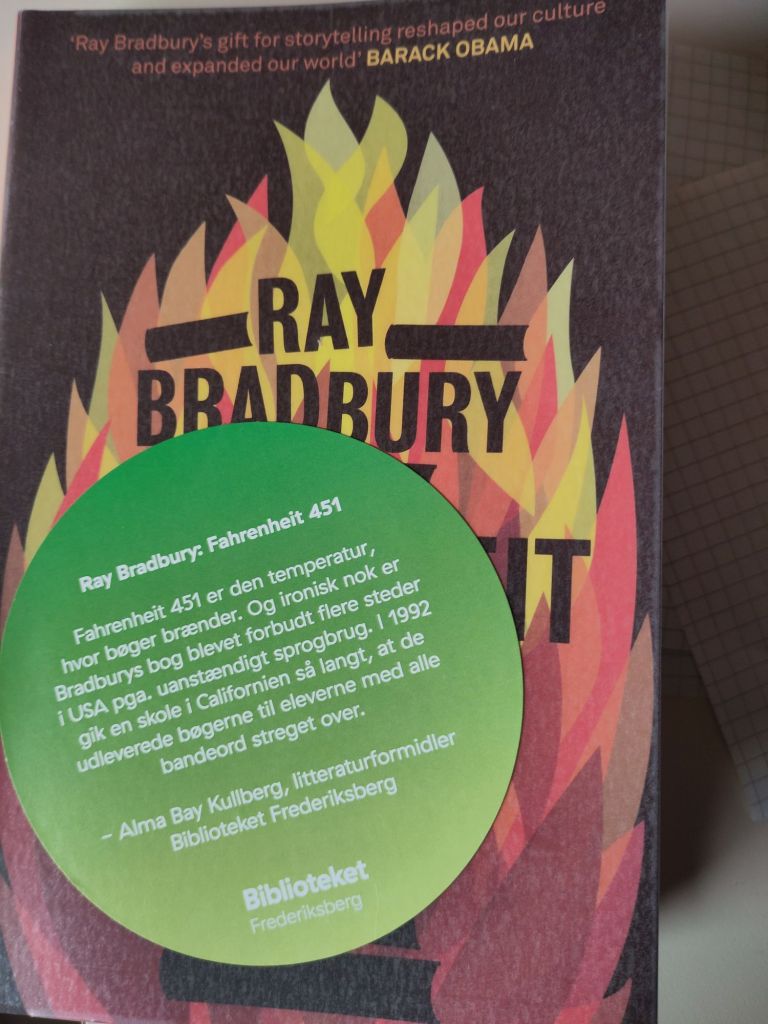 'Ray Bradbury's gift for storytelling reshaped our culture
and expanded our world' BARACK OBAMA
RAY
BRADBURY
Ray Bradbury: Fahrenheit 451
Fahrenheit 451 er den temperatur,
hvor bøger brænder. Og ironisk nok er
Bradburys bog blevet forbudt flere steder
i USA pga. uanstændigt sprogbrug. I 1992
gik en skole i Californien så langt, at de
udleverede bøgerne til eleverne med alle
bandeord streget over.
– Alma Bay Kullberg, litteraturformidler
Biblioteket Frederiksberg
Biblioteket
Frederiksberg